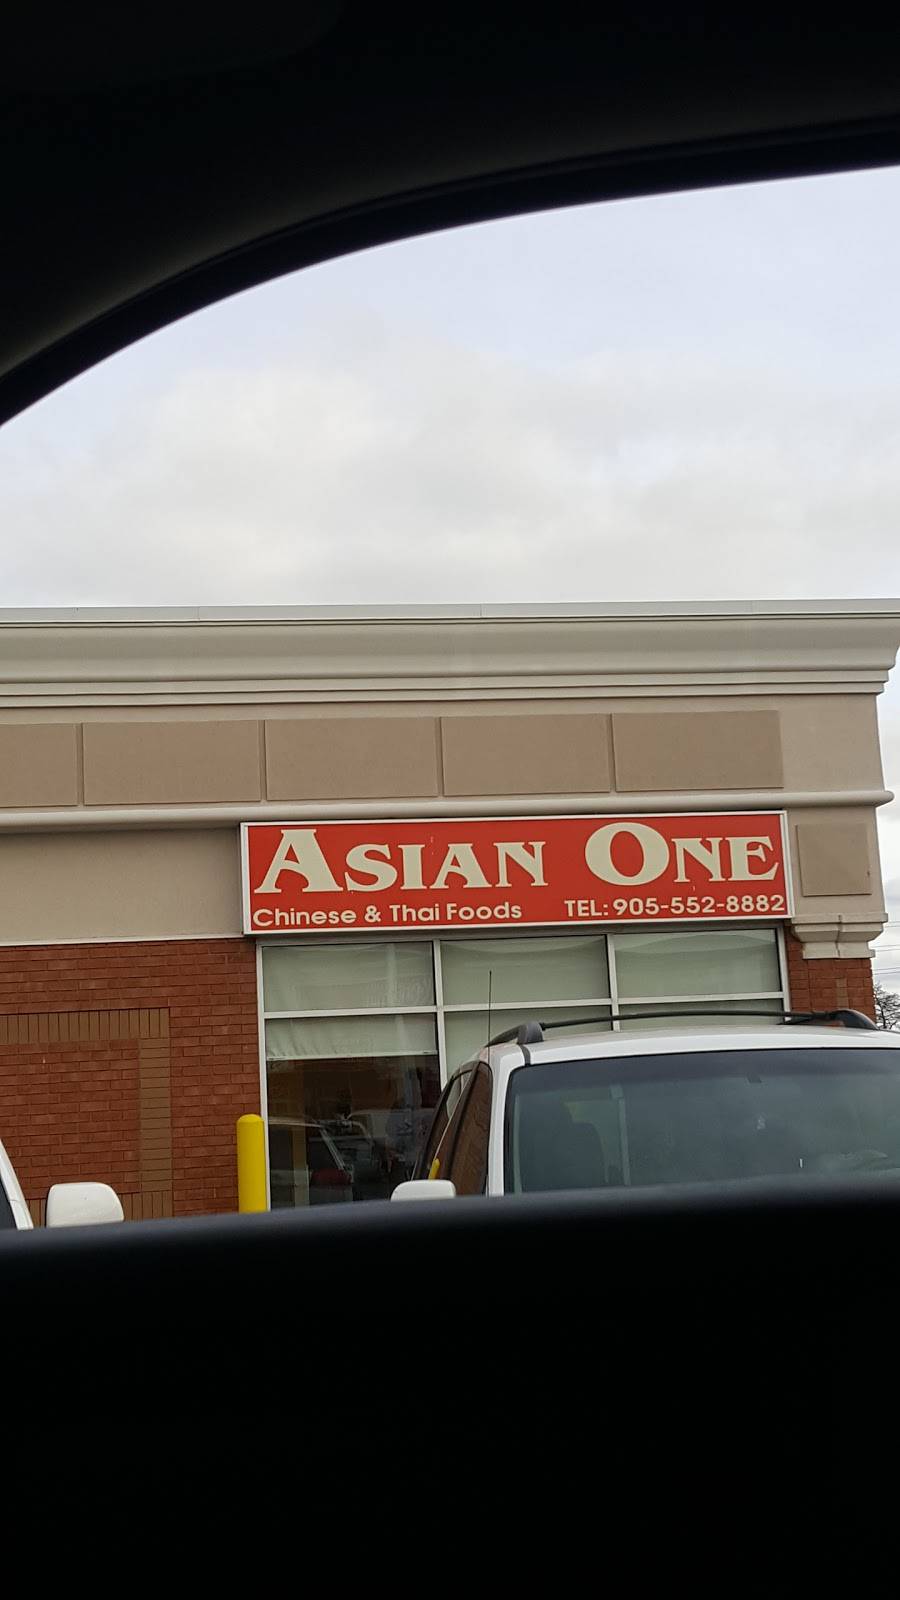 ASIAN ONE
Chinese & Thai Foods TEL: 905-552-8882